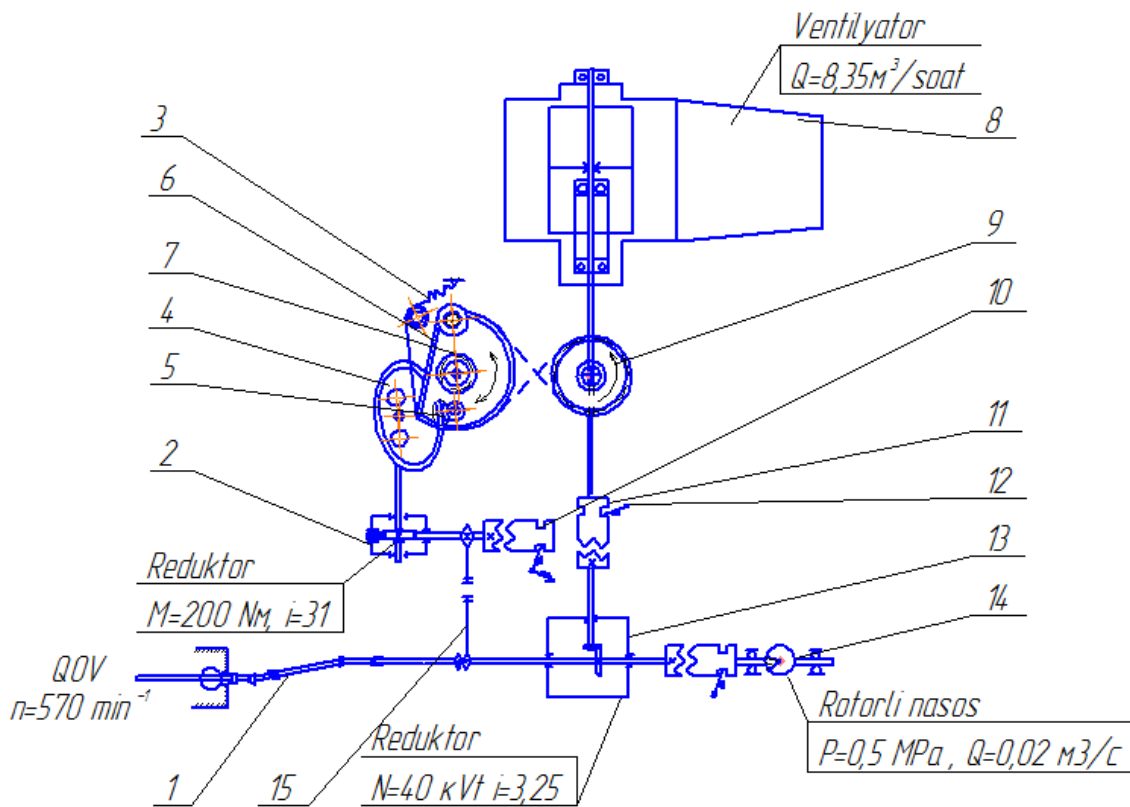 Ventilyator
Q=8,35м³/soat
3
6
7
4
5
2
8
9
10
11
12
13
14
Reduktor
M=200 Nм, i=31
QOV
n=570 min⁻¹
Reduktor
N=40 кVt i=3,25
Rotorli nasos
P=0,5 MPa , Q=0,02 м3/с
1
15